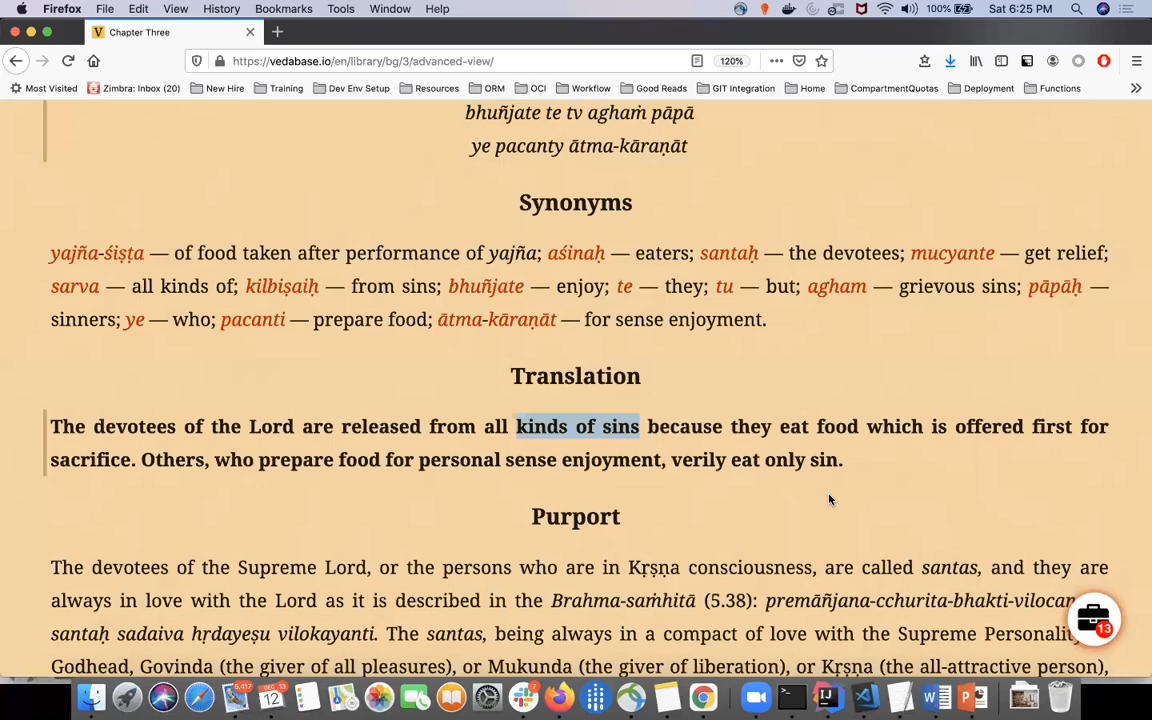 Firefox File Edit View History Bookmarks Tools Window Help 100% Sat 6:25 PM
V Chapter Three
https://vedabase.io/en/library/bg/3/advanced-view/ 120%
Most Visited Zimbra: Inbox (20) New Hire Training Dev Env Setup Resources ORM OCI Workflow Good Reads GIT Integration Home CompartmentQuotes Deployment Functions
bhuñjate te tv aghaṁ pāpā
ye pacanty ātma-kāraṇāt
Synonyms
yajña-śiṣṭa — of food taken after performance of yajña; aśinaḥ — eaters; santaḥ — the devotees; mucyante — get relief;
sarva — all kinds of; kilbiṣaiḥ — from sins; bhuñjate — enjoy; te — they; tu — but; agham — grievous sins; pāpāḥ —
sinners; ye — who; pacanti — prepare food; ātma-kāraṇāt — for sense enjoyment.
Translation
The devotees of the Lord are released from all kinds of sins because they eat food which is offered first for
sacrifice. Others, who prepare food for personal sense enjoyment, verily eat only sin.
Purport
The devotees of the Supreme Lord, or the persons who are in Kṛṣṇa consciousness, are called santas, and they are
always in love with the Lord as it is described in the Brahma-saṁhitā (5.38): premāñjana-cchurita-bhakti-vilocan
13
santaḥ sadaiva hṛdayeṣu vilokayanti. The santas, being always in a compact of love with the Supreme Personality
Godhead, Govinda (the giver of all pleasures), or Mukunda (the giver of liberation), or Kṛṣṇa (the all-attractive person),
5,417
DEC 13
12
7